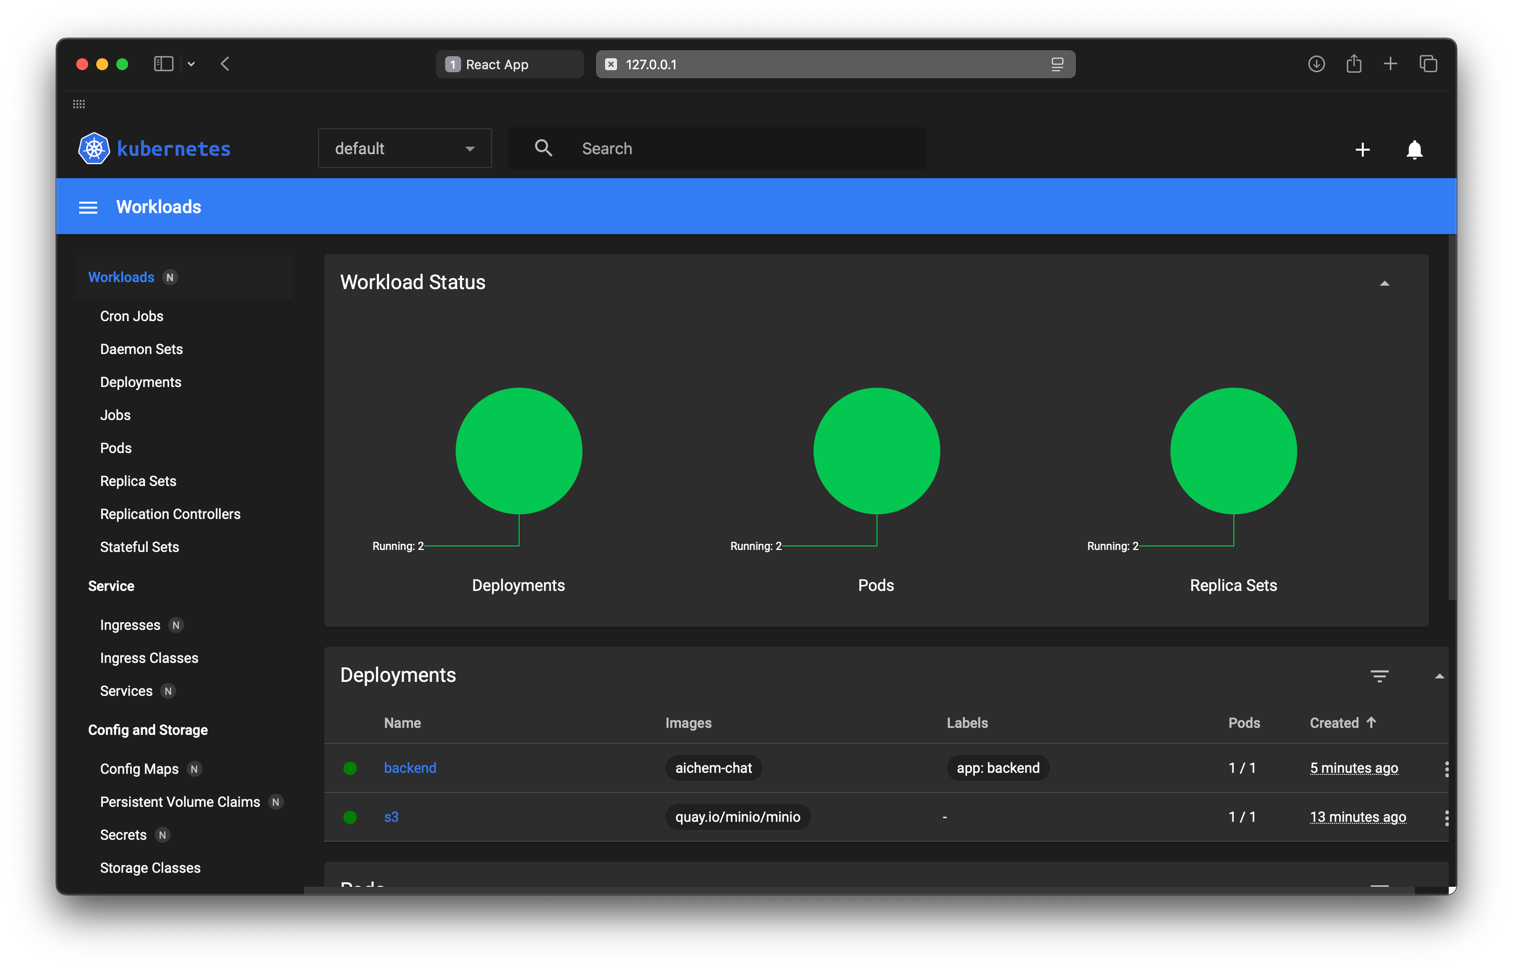 1 React App
127.0.0.1
kubernetes
default
Search
Workloads
Workloads N
Cron Jobs
Daemon Sets
Deployments
Jobs
Pods
Replica Sets
Replication Controllers
Stateful Sets
Service
Ingresses N
Ingress Classes
Services N
Config and Storage
Config Maps N
Persistent Volume Claims N
Secrets N
Storage Classes
Workload Status
Running: 2
Deployments
Running: 2
Pods
Running: 2
Replica Sets
Deployments
Name Images Labels Pods Created
backend aichem-chat app: backend 1 / 1 5 minutes ago
s3 quay.io/minio/minio - 1 / 1 13 minutes ago
Pods